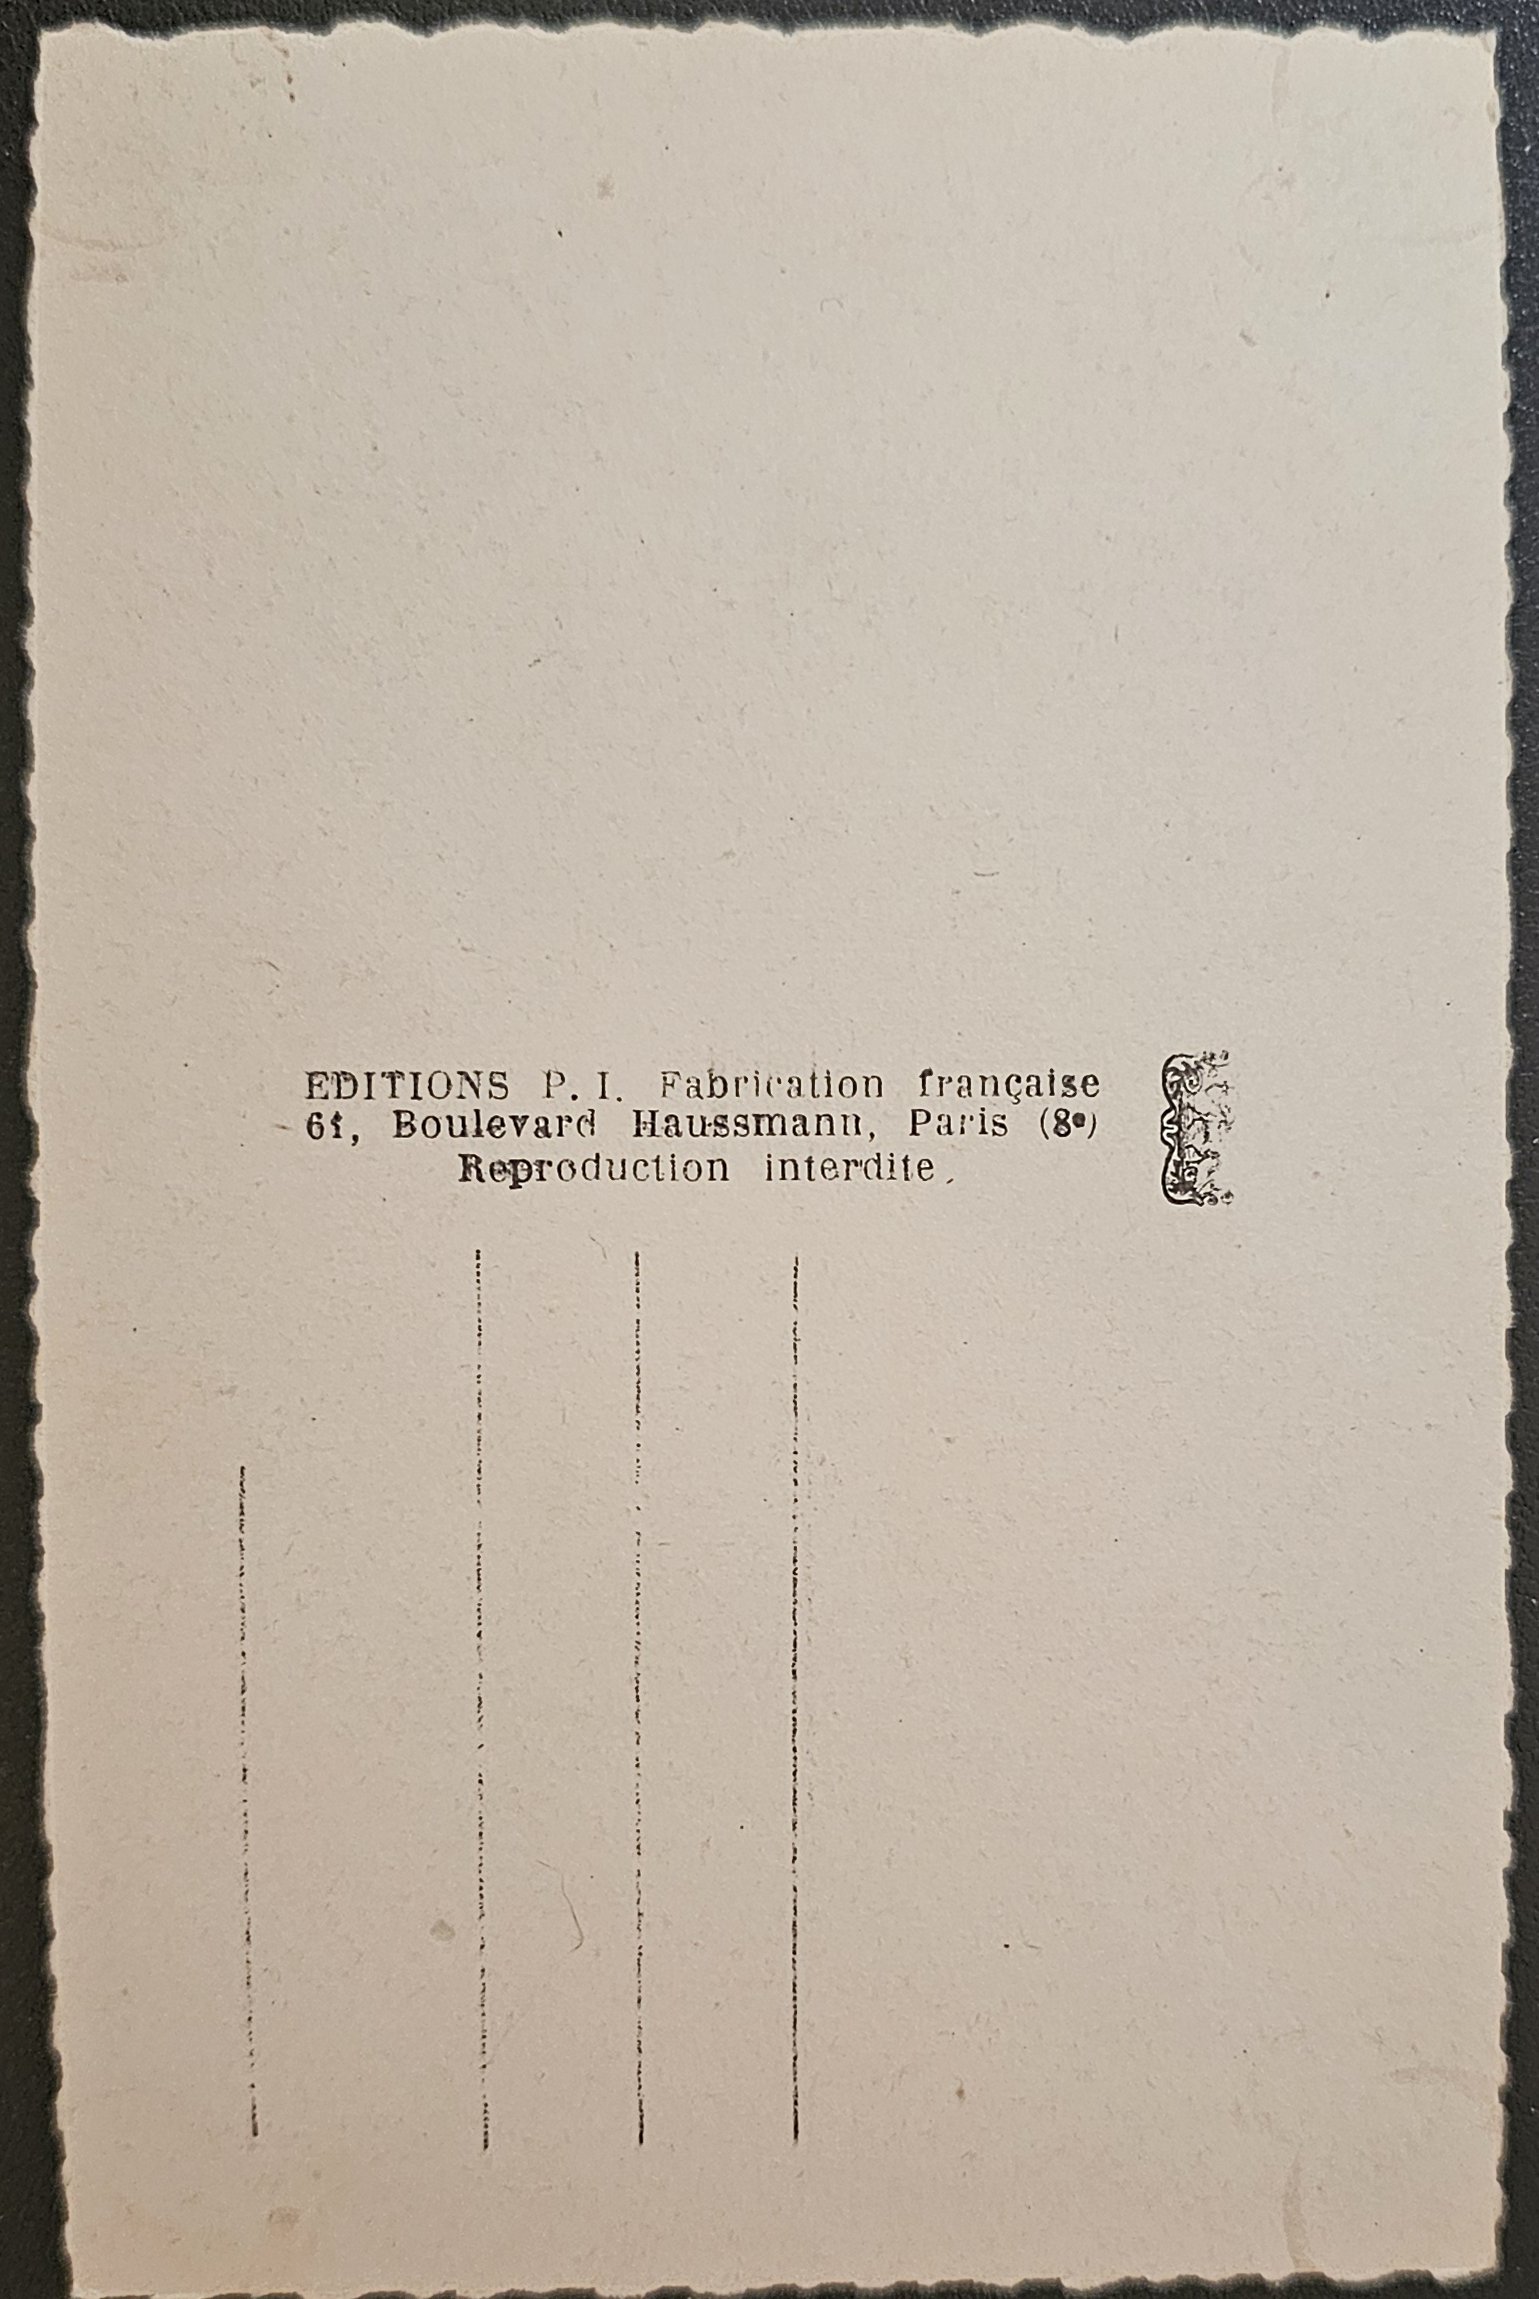 EDITIONS P. I. Fabrication française
61, Boulevard Haussmann, Paris (8e)
Reproduction interdite.